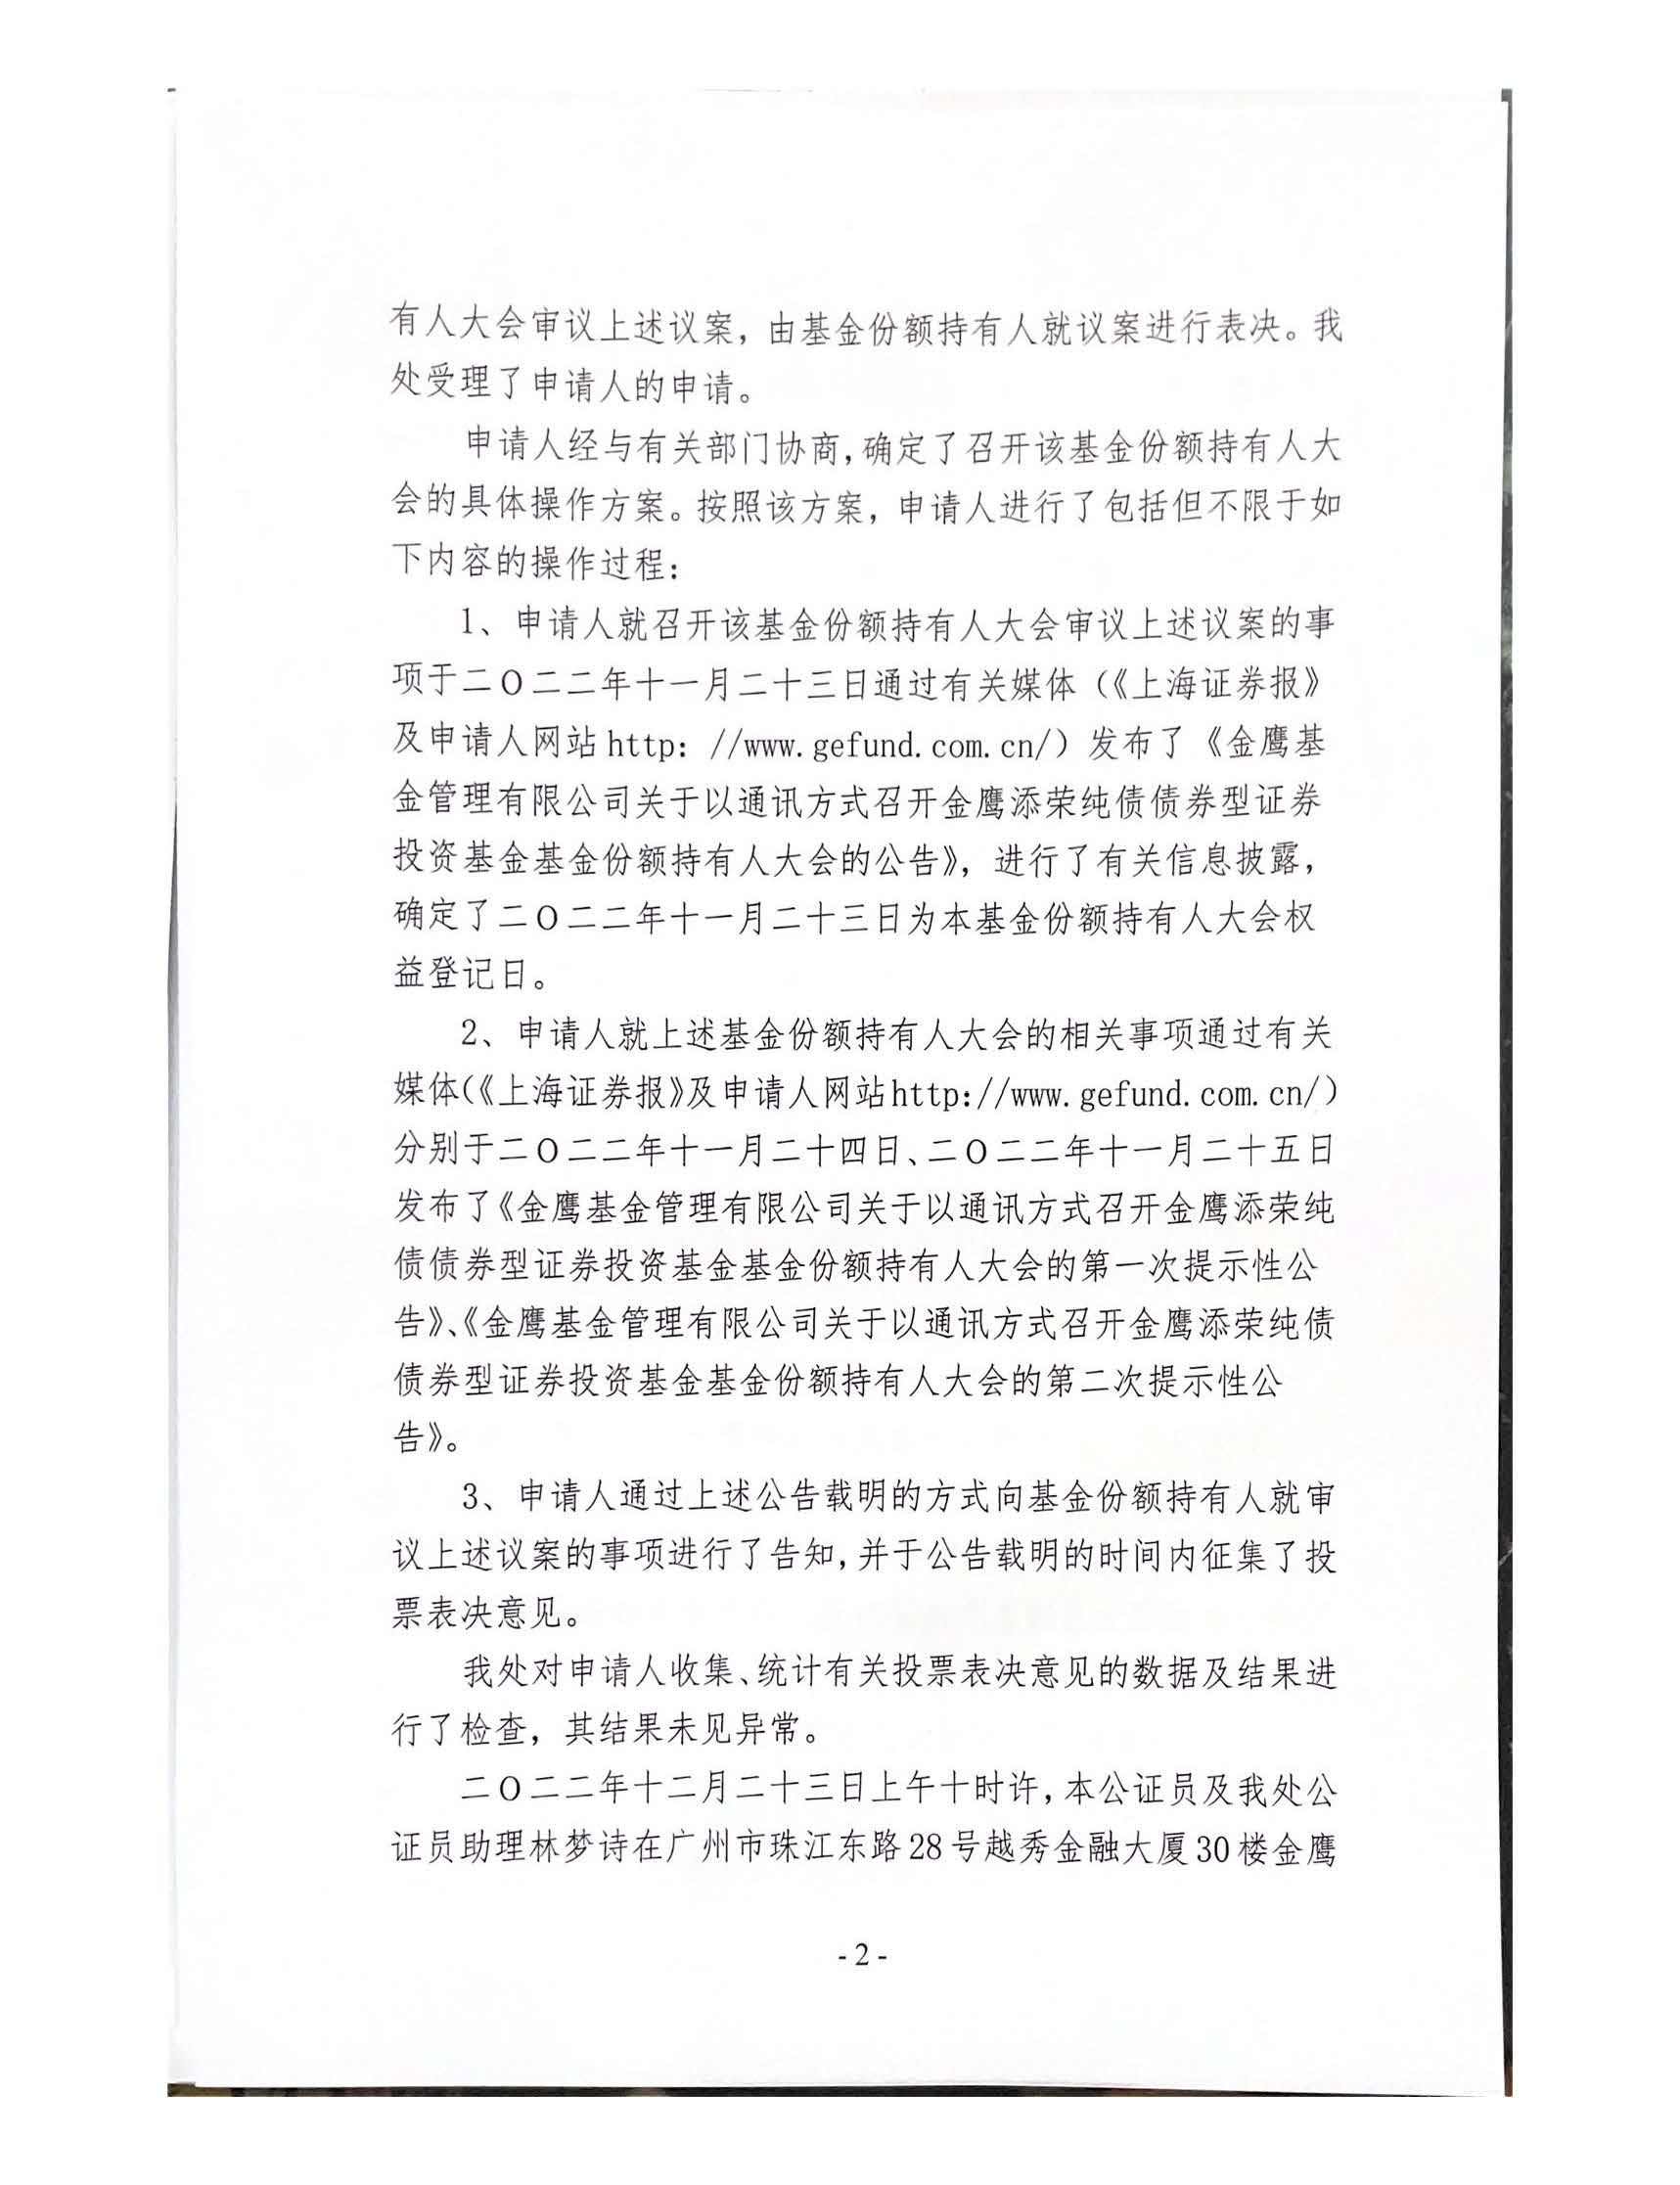 有人大会审议上述议案，由基金份额持有人就议案进行表决。我
处受理了申请人的申请。
申请人经与有关部门协商,确定了召开该基金份额持有人大
会的具体操作方案。按照该方案，申请人进行了包括但不限于如
下内容的操作过程：
1、申请人就召开该基金份额持有人大会审议上述议案的事
项于二〇二二年十一月二十三日通过有关媒体（《上海证券报》
及申请人网站 http：//www.gefund.com.cn/）发布了《金鹰基
金管理有限公司关于以通讯方式召开金鹰添荣纯债债券型证券
投资基金基金份额持有人大会的公告》，进行了有关信息披露，
确定了二〇二二年十一月二十三日为本基金份额持有人大会权
益登记日。
2、申请人就上述基金份额持有人大会的相关事项通过有关
媒体(《上海证券报》及申请人网站http://www.gefund.com.cn/)
分别于二〇二二年十一月二十四日、二〇二二年十一月二十五日
发布了《金鹰基金管理有限公司关于以通讯方式召开金鹰添荣纯
债债券型证券投资基金基金份额持有人大会的第一次提示性公
告》、《金鹰基金管理有限公司关于以通讯方式召开金鹰添荣纯债
债券型证券投资基金基金份额持有人大会的第二次提示性公
告》。
3、申请人通过上述公告载明的方式向基金份额持有人就审
议上述议案的事项进行了告知,并于公告载明的时间内征集了投
票表决意见。
我处对申请人收集、统计有关投票表决意见的数据及结果进
行了检查，其结果未见异常。
二〇二二年十二月二十三日上午十时许,本公证员及我处公
证员助理林梦诗在广州市珠江东路28号越秀金融大厦30楼金鹰
- 2 -